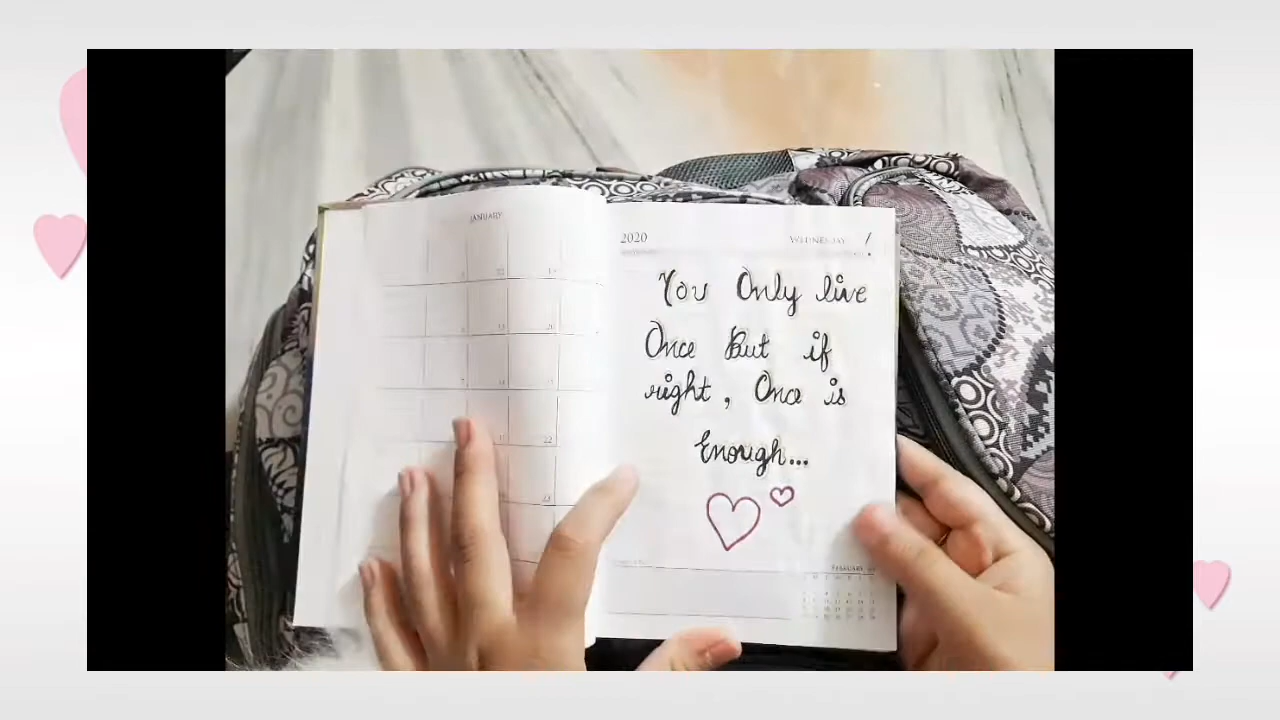 JANUARY
2020
WEDNESDAY 1
You Only live
Once But if
right, Once is
Enough...
FEBRUARY